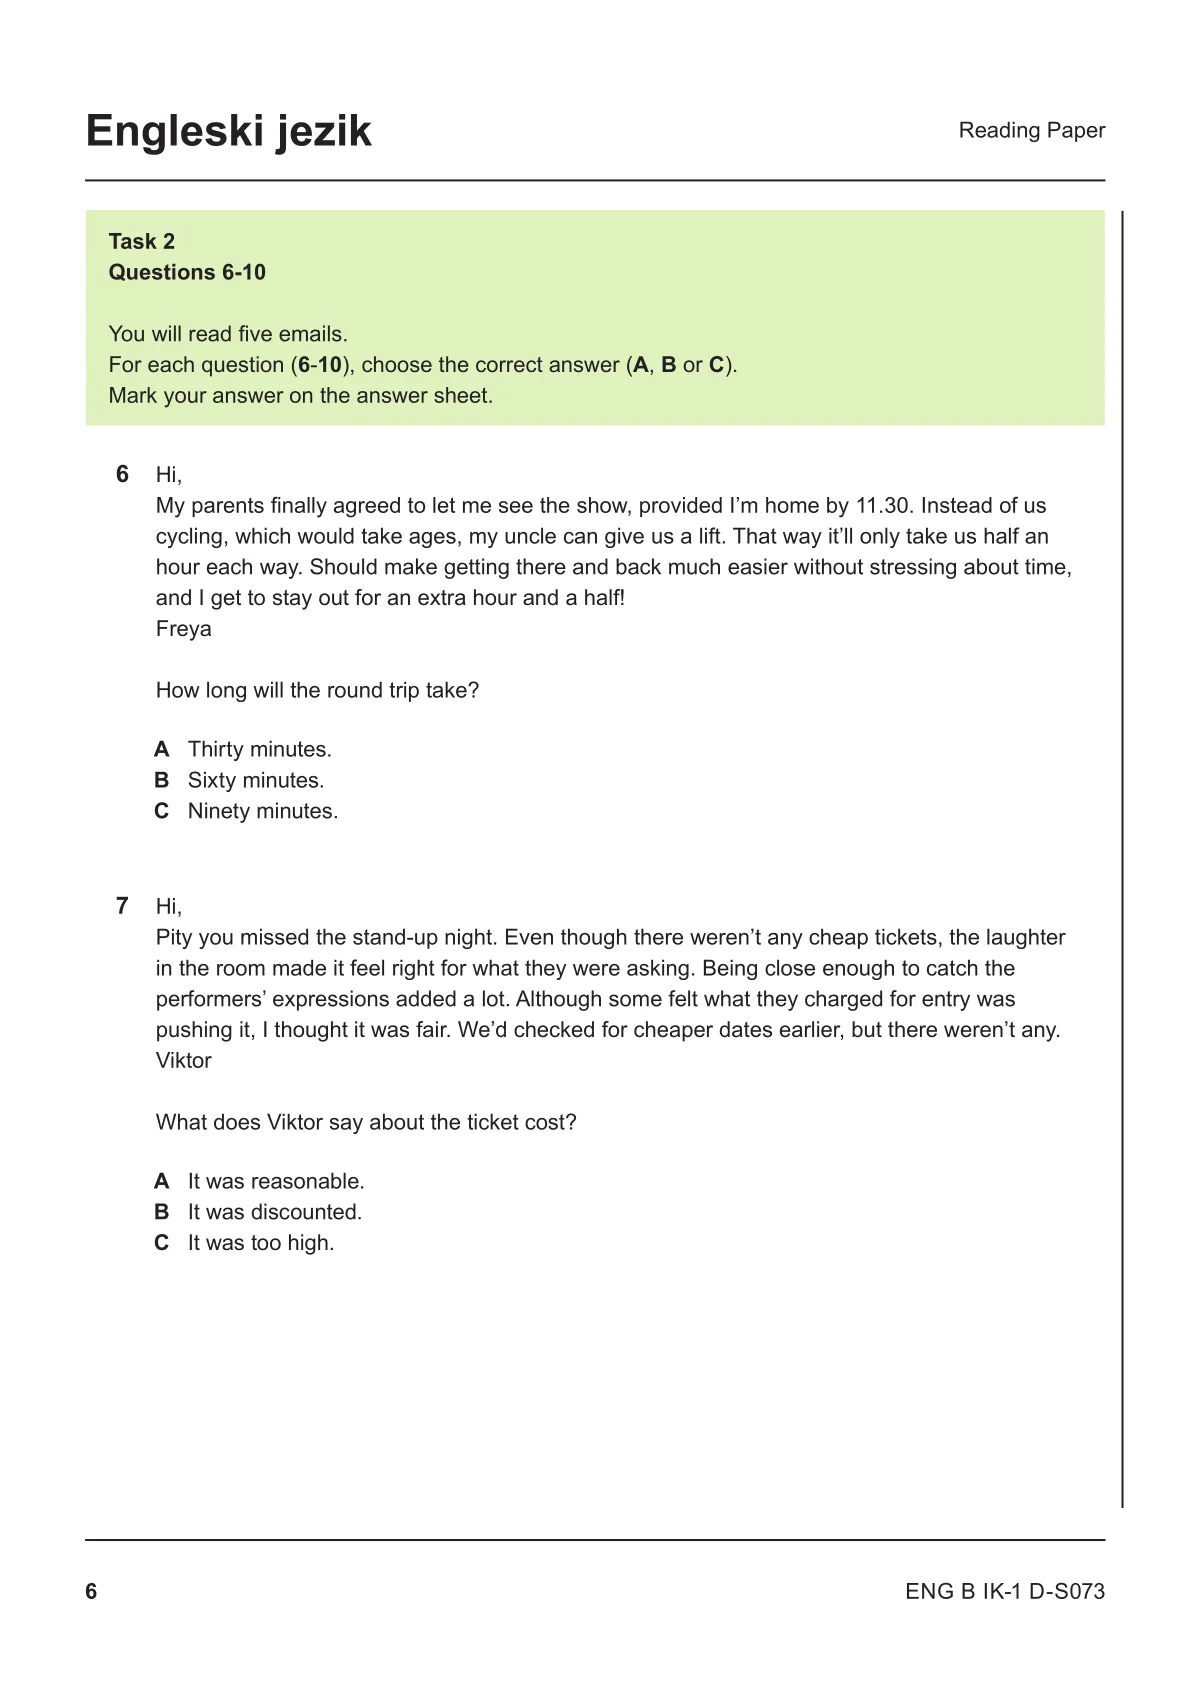 Engleski jezik
Reading Paper
Task 2
Questions 6-10
You will read five emails.
For each question (6-10), choose the correct answer (A, B or C).
Mark your answer on the answer sheet.
6 Hi,
My parents finally agreed to let me see the show, provided I’m home by 11.30. Instead of us
cycling, which would take ages, my uncle can give us a lift. That way it’ll only take us half an
hour each way. Should make getting there and back much easier without stressing about time,
and I get to stay out for an extra hour and a half!
Freya
How long will the round trip take?
A Thirty minutes.
B Sixty minutes.
C Ninety minutes.
7 Hi,
Pity you missed the stand-up night. Even though there weren’t any cheap tickets, the laughter
in the room made it feel right for what they were asking. Being close enough to catch the
performers’ expressions added a lot. Although some felt what they charged for entry was
pushing it, I thought it was fair. We’d checked for cheaper dates earlier, but there weren’t any.
Viktor
What does Viktor say about the ticket cost?
A It was reasonable.
B It was discounted.
C It was too high.
6
ENG B IK-1 D-S073